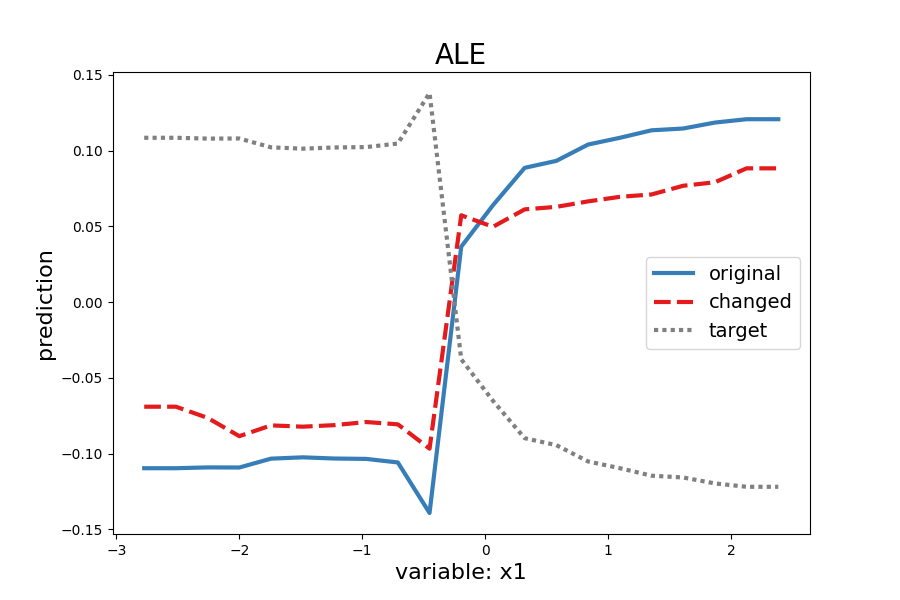 ALE
prediction
0.15
0.10
0.05
0.00
−0.05
−0.10
−0.15
original
changed
target
−3
−2
−1
0
1
2
variable: x1